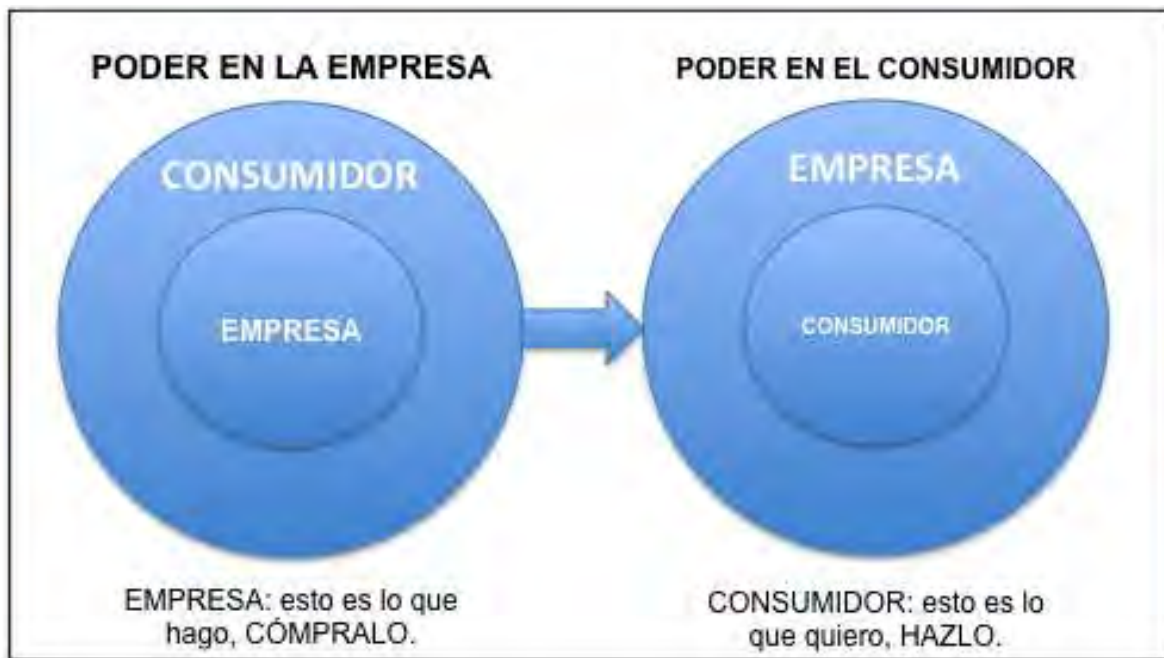 PODER EN LA EMPRESA
CONSUMIDOR
EMPRESA
EMPRESA: esto es lo que
hago, CÓMPRALO.
PODER EN EL CONSUMIDOR
EMPRESA
CONSUMIDOR
CONSUMIDOR: esto es lo
que quiero, HAZLO.